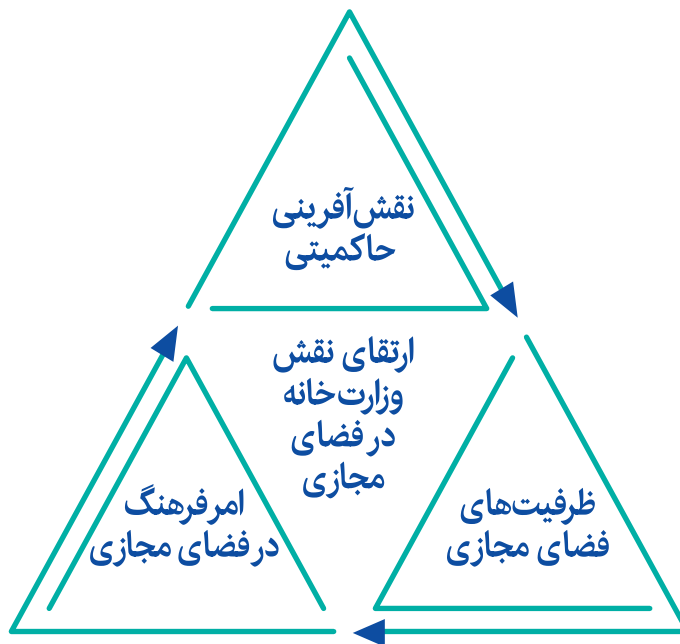 نقش‌آفرینی
حاکمیتی
ارتقای نقش
وزارت‌خانه
در فضای
مجازی
ظرفیت‌های
فضای مجازی
امر فرهنگ
در فضای مجازی